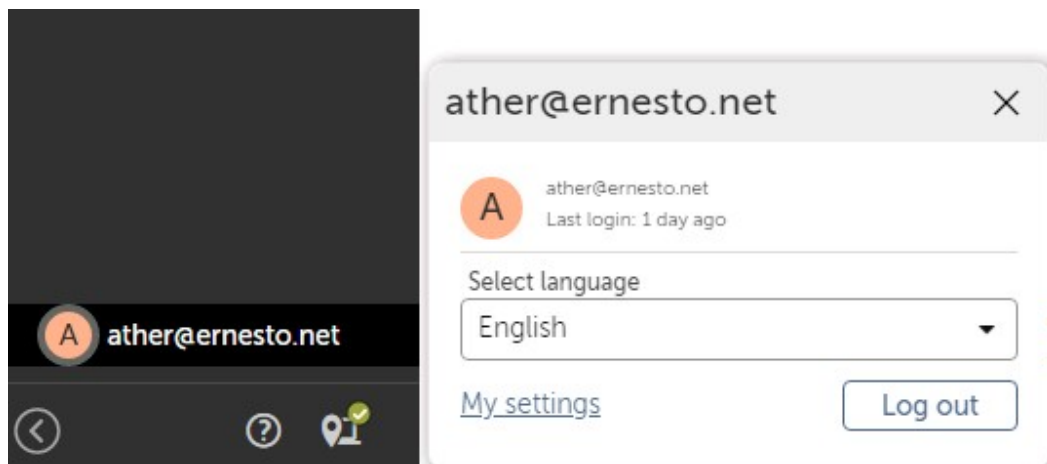 A ather@ernesto.net
ather@ernesto.net
A
ather@ernesto.net
Last login: 1 day ago
Select language
English
My settings
Log out